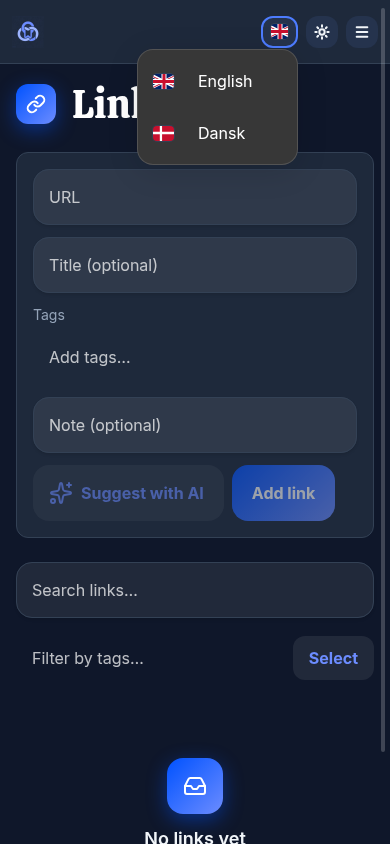 English
Dansk
URL
Title (optional)
Tags
Add tags...
Note (optional)
Suggest with AI
Add link
Search links...
Filter by tags...
Select
No links yet